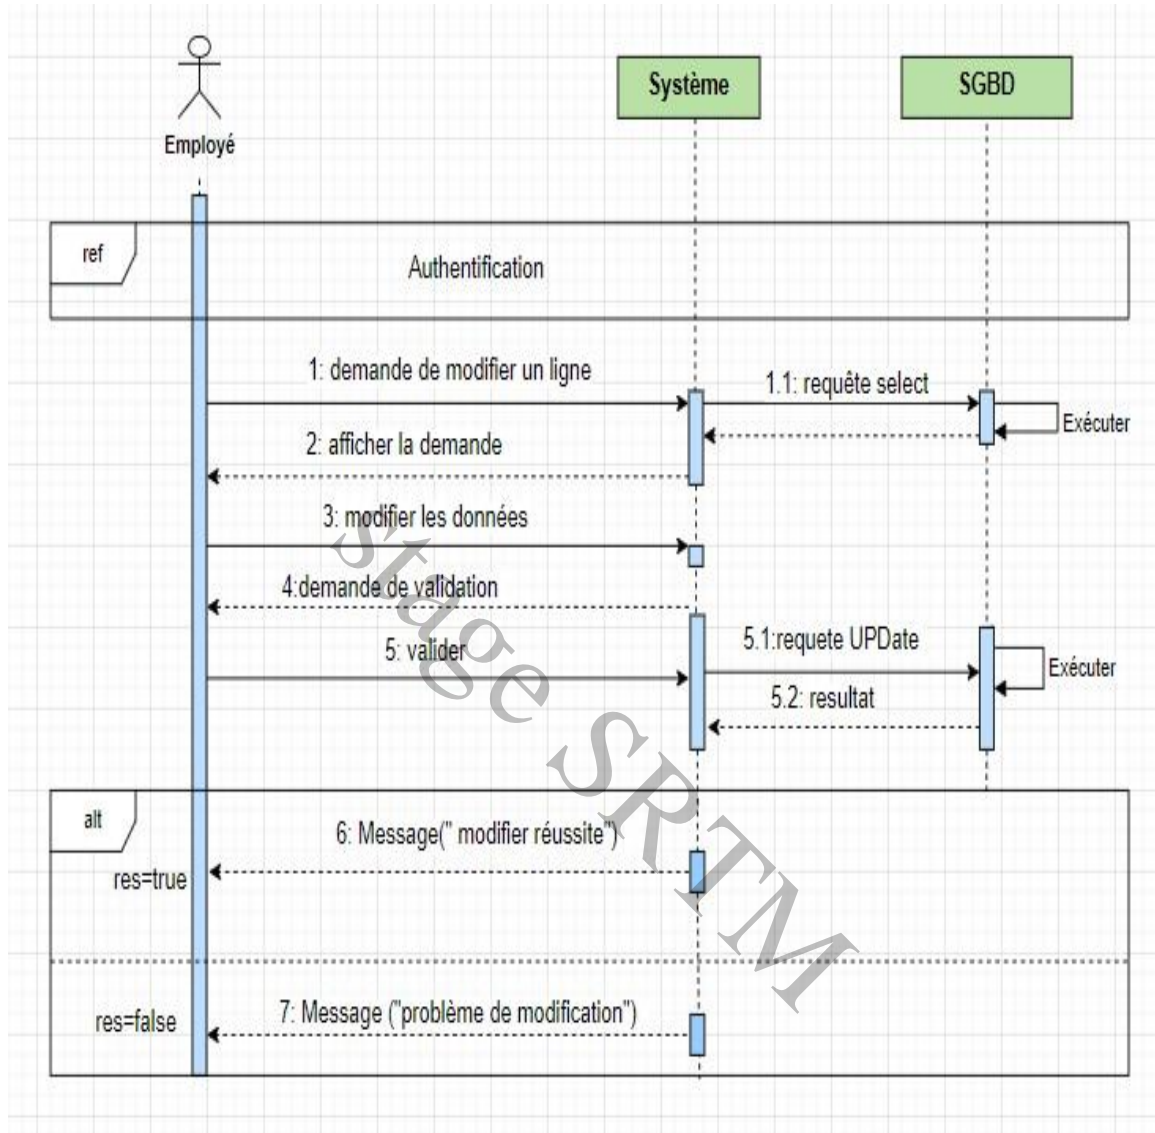 Système
SGBD
Employé
ref
Authentification
1: demande de modifier un ligne
1.1: requête select
Exécuter
2: afficher la demande
3: modifier les données
4:demande de validation
5: valider
5.1:requete UPDate
Exécuter
5.2: resultat
alt
6: Message(" modifier réussite")
res=true
7: Message ("problème de modification")
res=false
stage SRTM